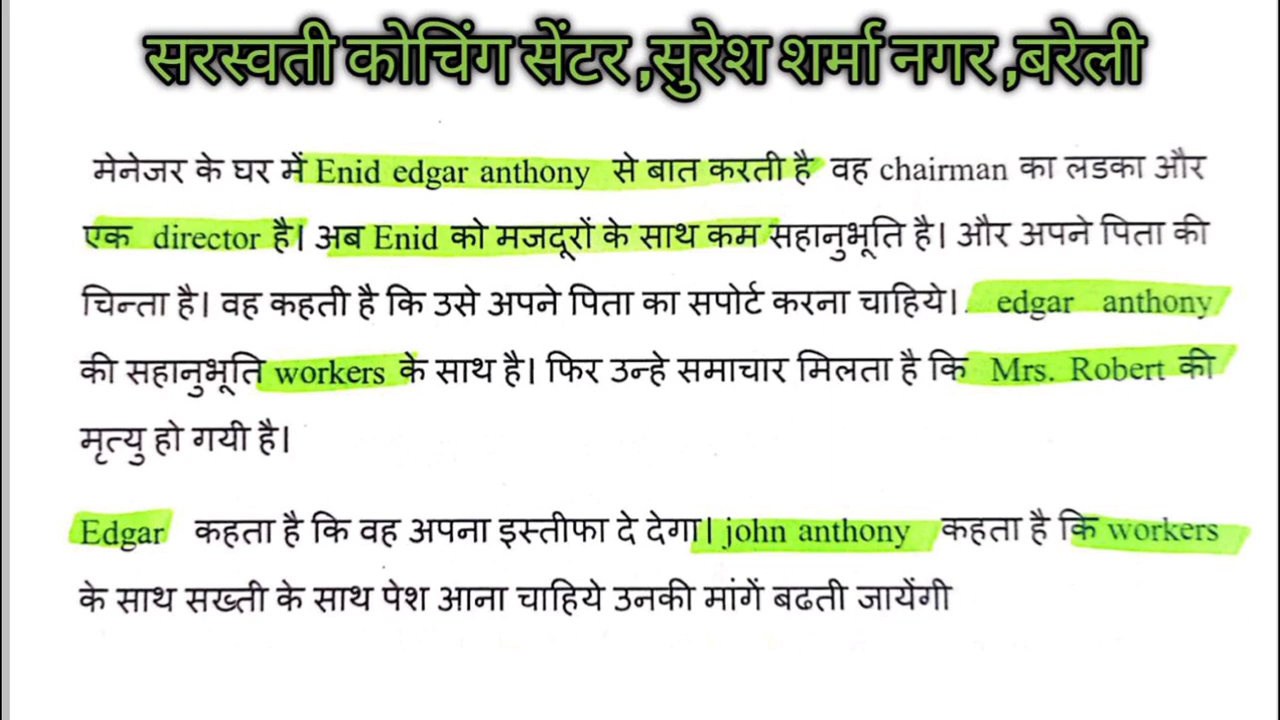 सरस्वती कोचिंग सेंटर ,सुरेश शर्मा नगर ,बरेली
मेनेजर के घर में Enid edgar anthony से बात करती है वह chairman का लडका और
एक director है। अब Enid को मजदूरों के साथ कम सहानुभूति है। और अपने पिता की
चिन्ता है। वह कहती है कि उसे अपने पिता का सपोर्ट करना चाहिये। edgar anthony
की सहानुभूति workers के साथ है। फिर उन्हे समाचार मिलता है कि Mrs. Robert की
मृत्यु हो गयी है।
Edgar कहता है कि वह अपना इस्तीफा दे देगा। john anthony कहता है कि workers
के साथ सख्ती के साथ पेश आना चाहिये उनकी मांगें बढती जायेंगी